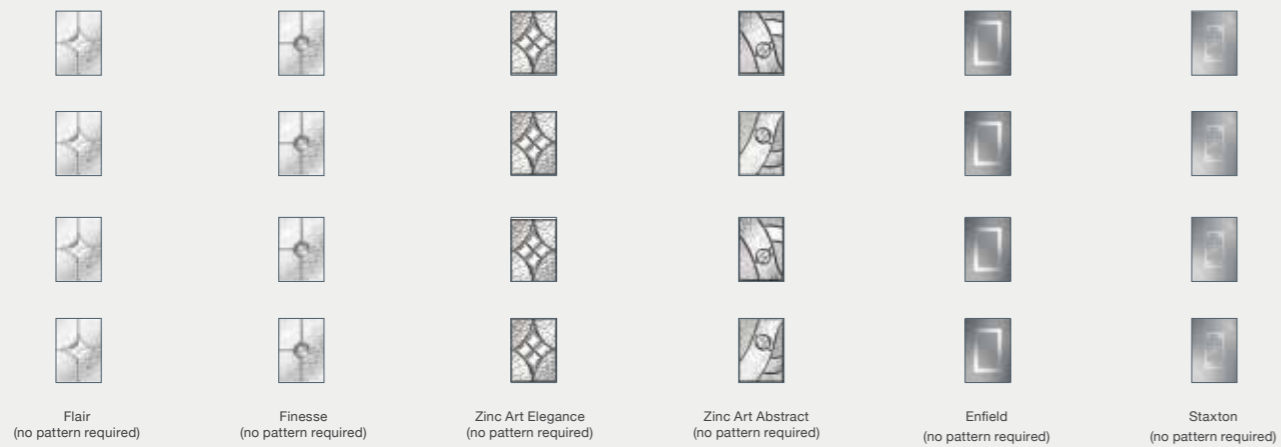 Flair
(no pattern required)
Finesse
(no pattern required)
Zinc Art Elegance
(no pattern required)
Zinc Art Abstract
(no pattern required)
Enfield
(no pattern required)
Staxton
(no pattern required)